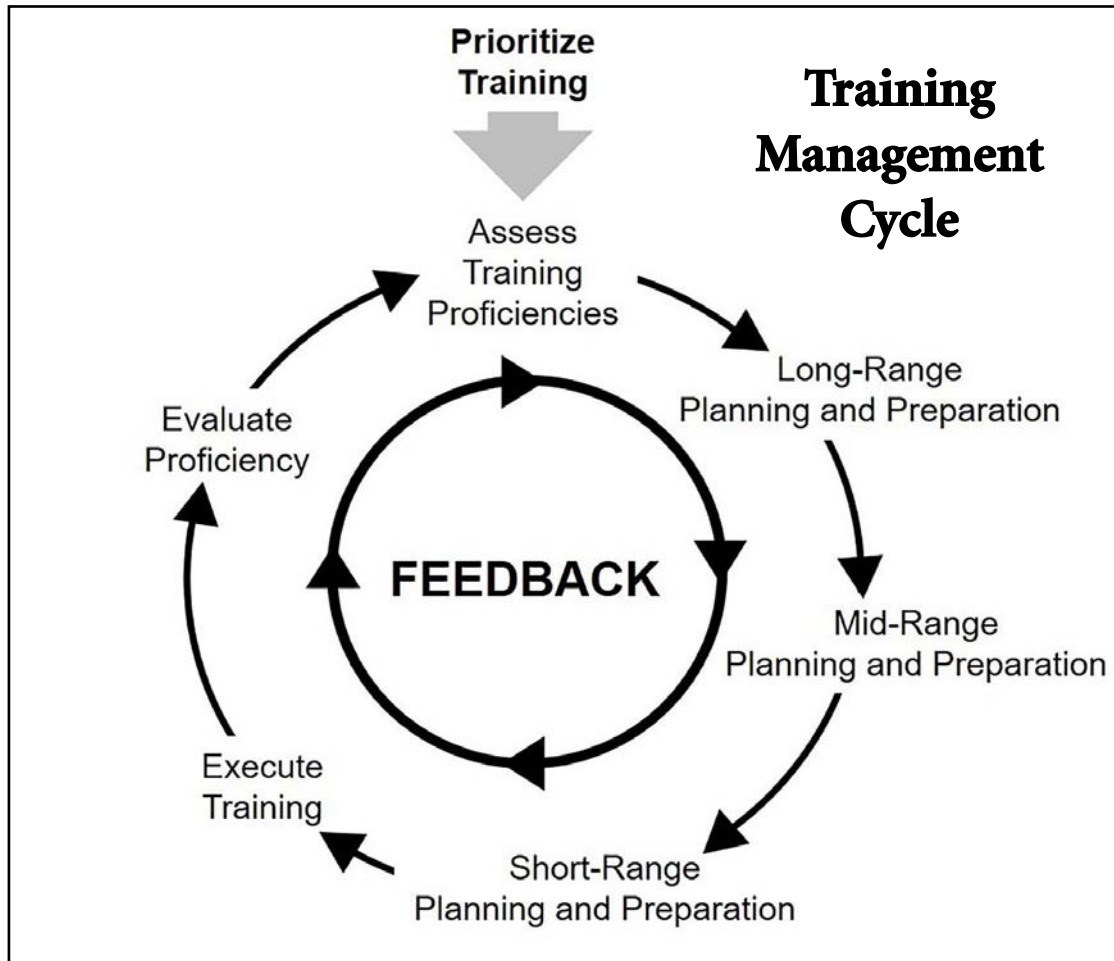 Prioritize
Training
Training
Management
Cycle
Assess
Training
Proficiencies
Long-Range
Planning and Preparation
Mid-Range
Planning and Preparation
Short-Range
Planning and Preparation
Execute
Training
Evaluate
Proficiency
FEEDBACK